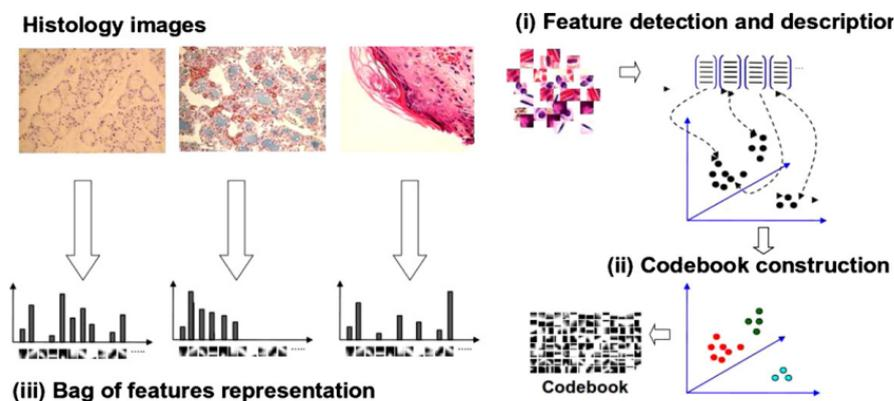 Histology images
(i) Feature detection and description
...
(ii) Codebook construction
Codebook
.....
.....
.....
(iii) Bag of features representation